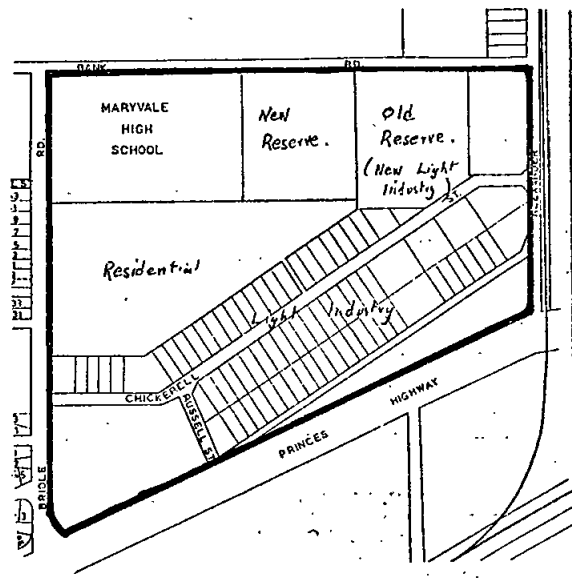 BANK RD.
MARYVALE
HIGH
SCHOOL
New
Reserve.
Old
Reserve.
(New Light
Industry)
RD.
ALEXANDER
Residential
Light Industry
CHICKERELL
RUSSELL ST.
PRINCES HIGHWAY
BRIDLE